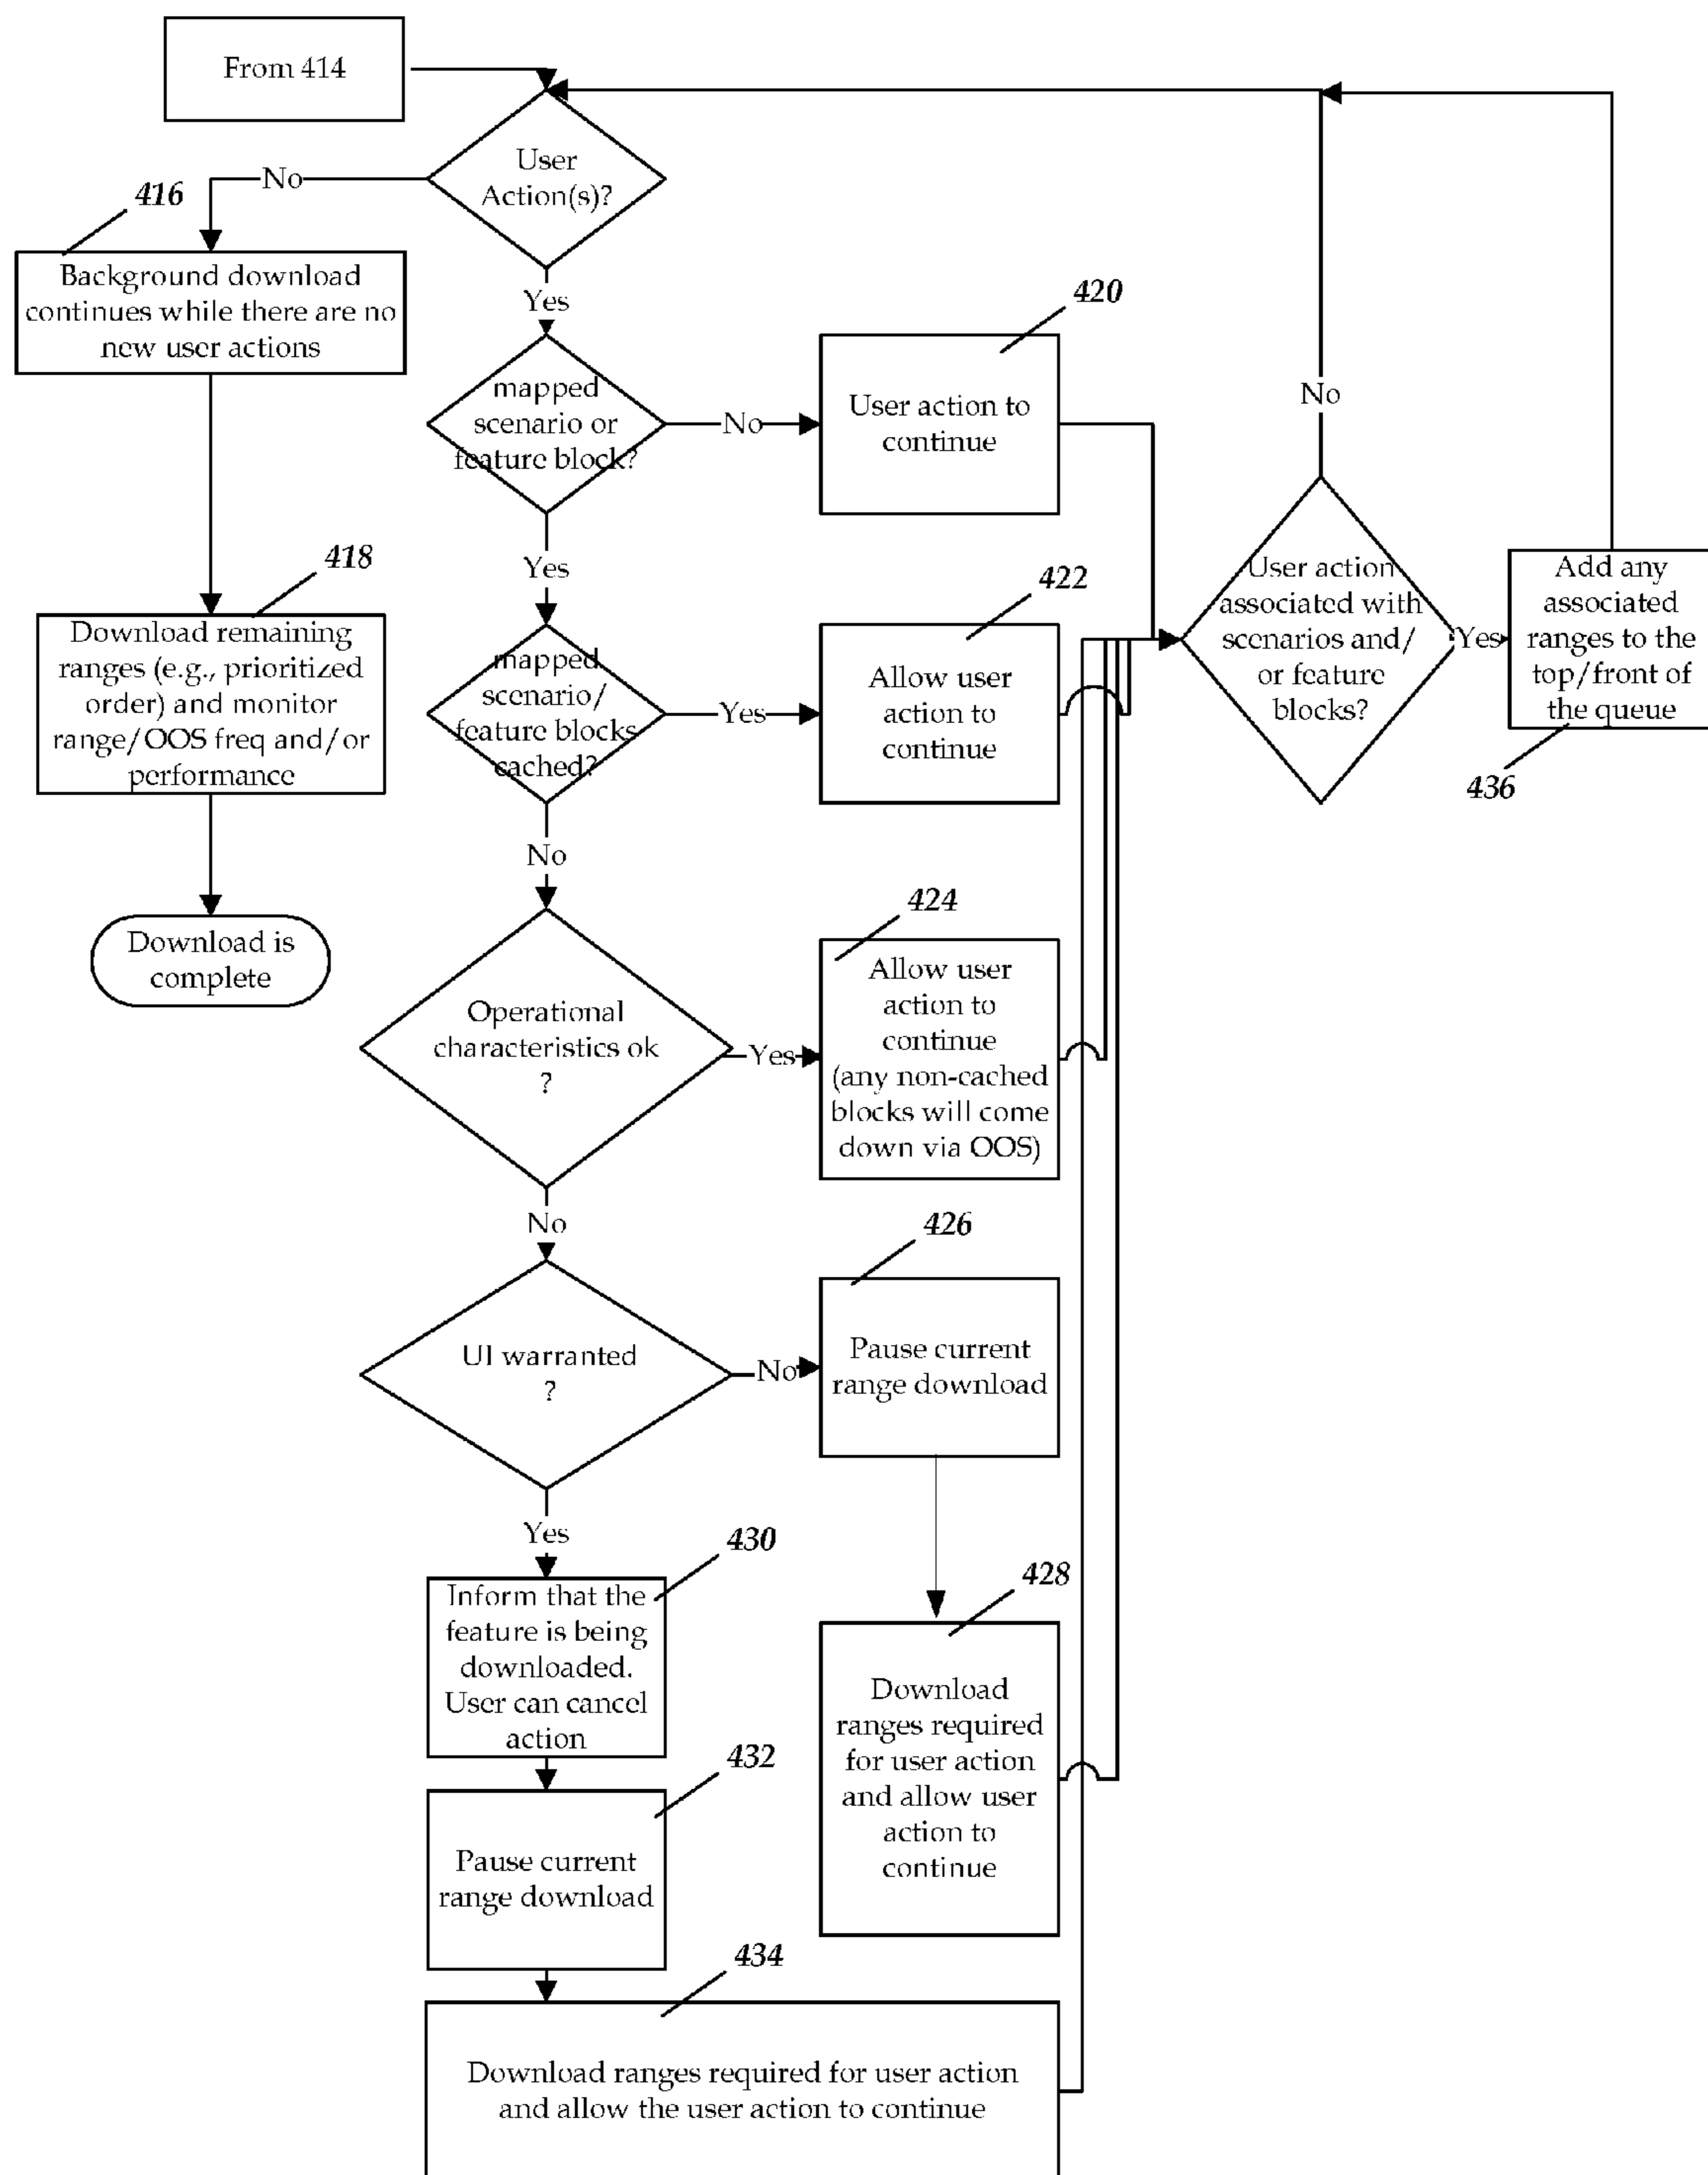 From 414
User
Action(s)?
No
416
Background download
continues while there are no
new user actions
Yes
420
mapped
scenario or
feature block?
No
User action to
continue
No
418
Yes
422
Download remaining
ranges (e.g., prioritized
order) and monitor
range/OOS freq and/or
performance
mapped
scenario/
feature blocks
cached?
Yes
Allow user
action to
continue
User action
associated with
scenarios and/
or feature
blocks?
Yes
Add any
associated
ranges to the
top/front of
the queue
436
No
424
Download is
complete
Operational
characteristics ok
?
Yes
Allow user
action to
continue
(any non-cached
blocks will come
down via OOS)
No
426
UI warranted
?
No
Pause current
range download
Yes
430
428
Inform that the
feature is being
downloaded.
User can cancel
action
Download
ranges required
for user action
and allow user
action to
continue
432
Pause current
range download
434
Download ranges required for user action
and allow the user action to continue